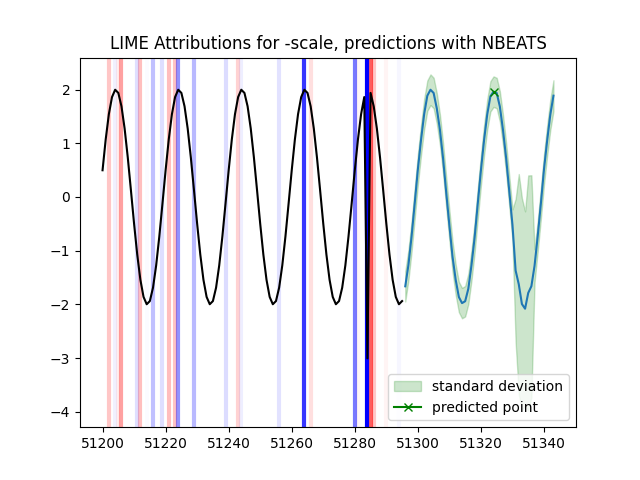 LIME Attributions for -scale, predictions with NBEATS
2
1
0
−1
−2
−3
−4
standard deviation
predicted point
51200 51220 51240 51260 51280 51300 51320 51340